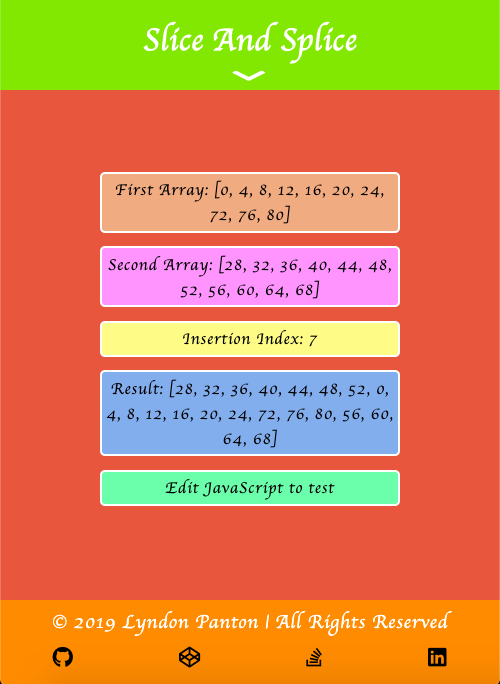 Slice And Splice
First Array: [0, 4, 8, 12, 16, 20, 24,
72, 76, 80]
Second Array: [28, 32, 36, 40, 44, 48,
52, 56, 60, 64, 68]
Insertion Index: 7
Result: [28, 32, 36, 40, 44, 48, 52, 0,
4, 8, 12, 16, 20, 24, 72, 76, 80, 56, 60,
64, 68]
Edit JavaScript to test
© 2019 Lyndon Panton | All Rights Reserved
in